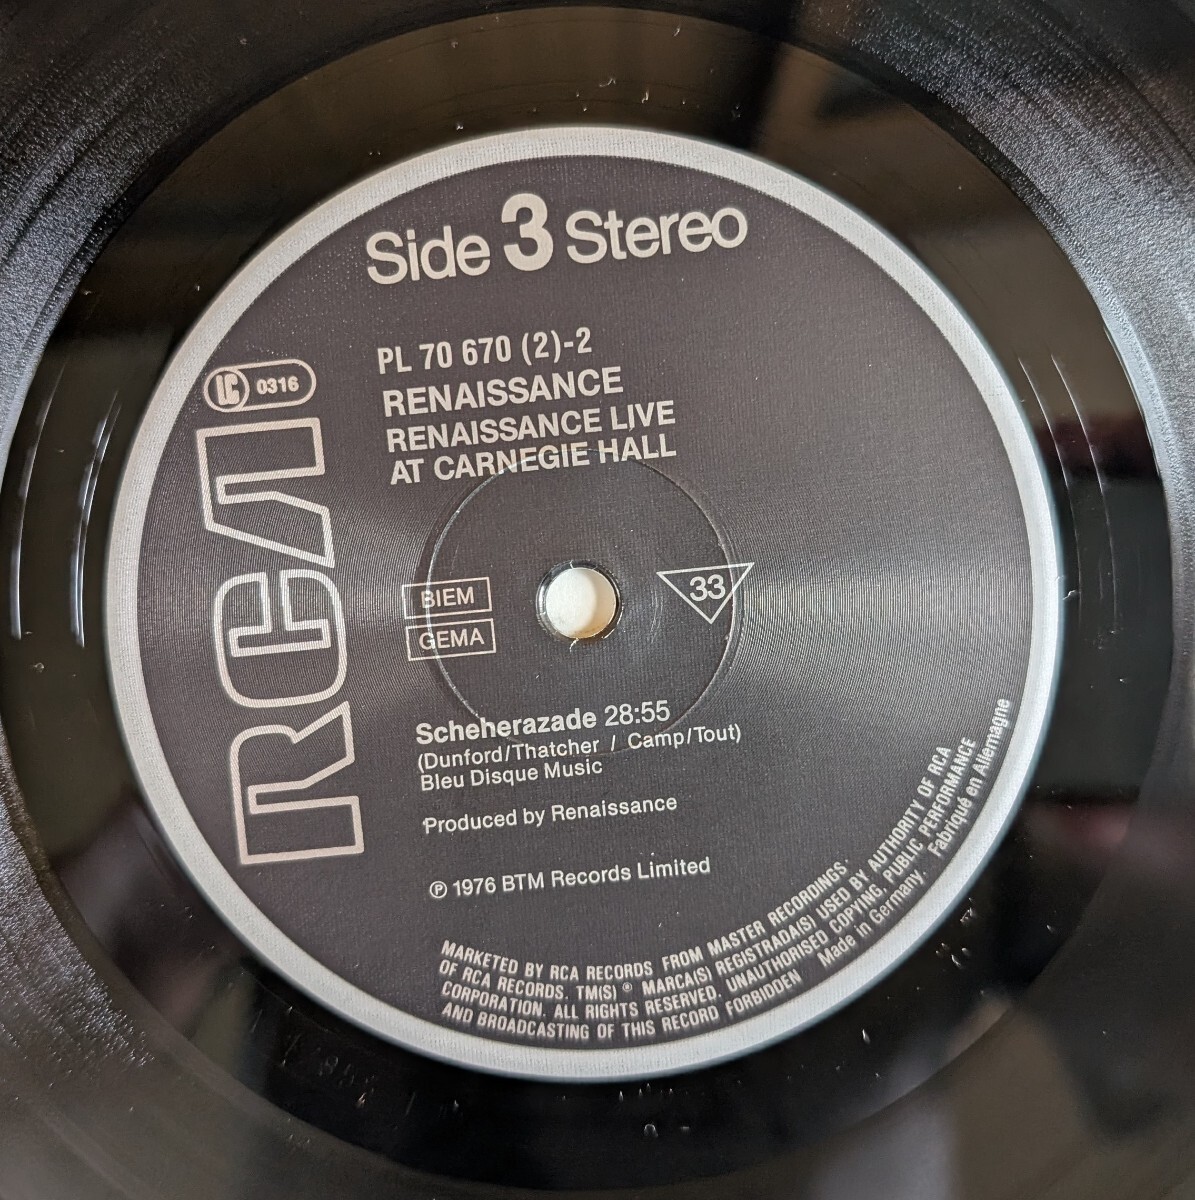 Side 3 Stereo
PL 70 670 (2)-2
RENAISSANCE
RENAISSANCE LIVE
AT CARNEGIE HALL
LC 0316
RCA
BIEM
GEMA
33
Scheherazade 28:55
(Dunford/Thatcher / Camp/Tout)
Bleu Disque Music
Produced by Renaissance
℗ 1976 BTM Records Limited
MARKETED BY RCA RECORDS FROM MASTER RECORDINGS.
OF RCA RECORDS. TM(S) ® MARCA(S) REGISTRADA(S) USED BY AUTHORITY OF RCA
CORPORATION. ALL RIGHTS RESERVED. UNAUTHORISED COPYING, PUBLIC PERFORMANCE
AND BROADCASTING OF THIS RECORD FORBIDDEN Made in Germany. Fabriqué en Allemagne